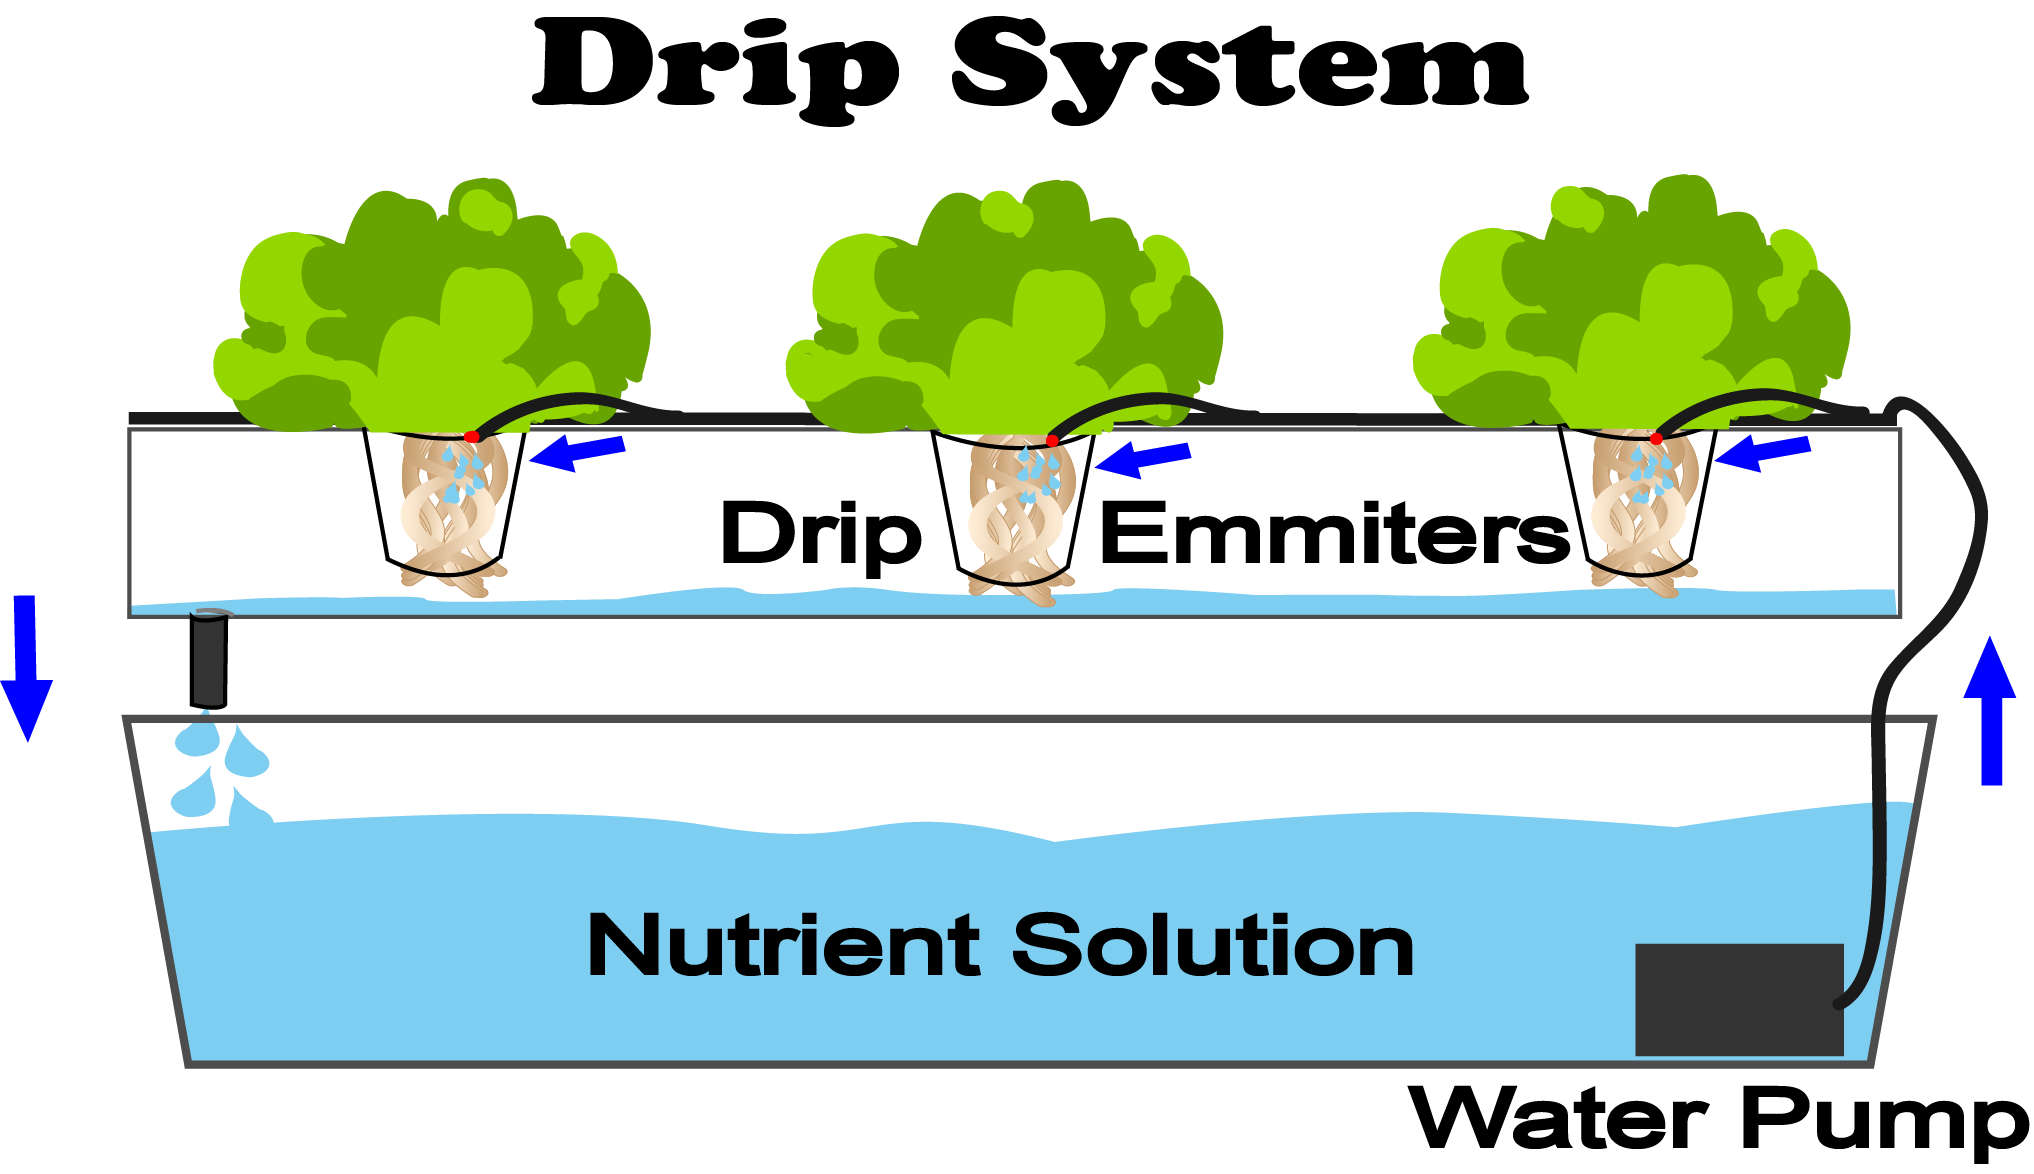 Drip System
Drip Emmiters
Nutrient Solution
Water Pump